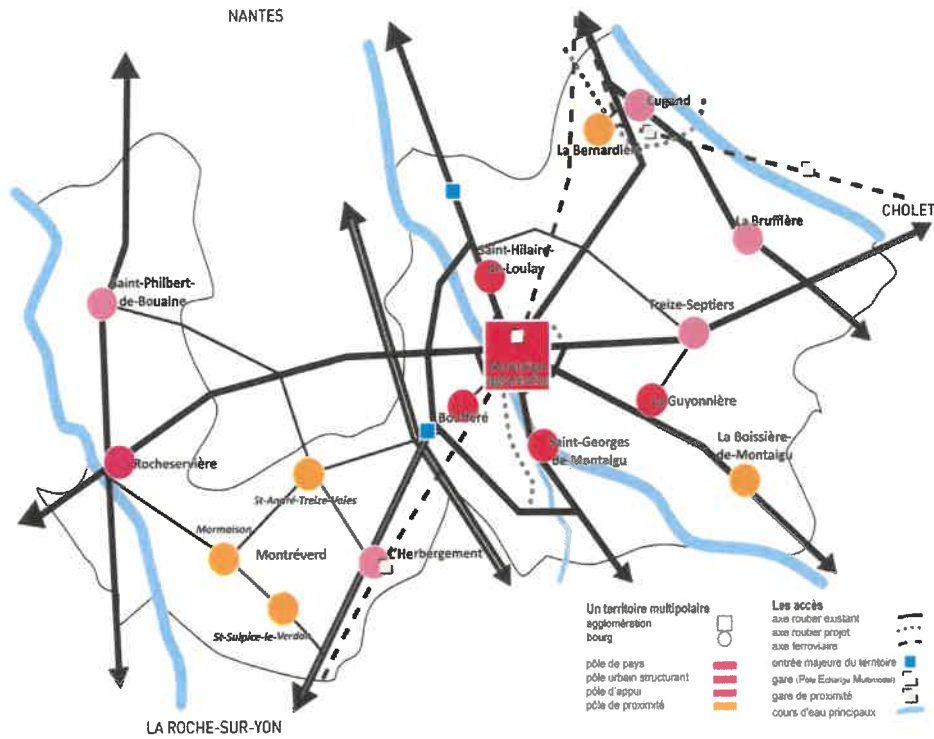 NANTES
Cugand
La Bernardière
CHOLET
La Bruffière
Saint-Hilaire-
de-Loulay
Saint-Philbert-
de-Bouaine
Treize-Septiers
La Guyonnière
Boufféré
La Boissière-
de-Montaigu
Saint-Georges
de-Montaigu
Rocheservière
St-André-Treize-Voies
Mormaison
Montréverd
L'Herbergement
St-Sulpice-le-Verdon
LA ROCHE-SUR-YON
Un territoire multipolaire
agglomération
bourg
pôle de pays
pôle urbain structurant
pôle d'appui
pôle de proximité
Les accès
axe routier existant
axe routier projet
axe ferroviaire
entrée majeure du territoire
gare (Pôle Echange Multimodal)
gare de proximité
cours d'eau principaux